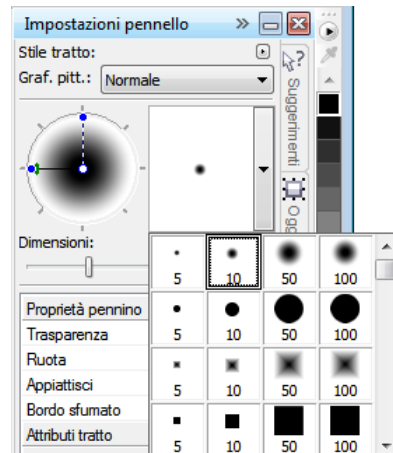 Impostazioni pennello
Stile tratto:
Graf. pitt.: Normale
Suggerimenti
Ogg
Dimensioni:
5 10 50 100
Proprietà pennino
5 10 50 100
Trasparenza
Ruota
5 10 50 100
Appiattisci
Bordo sfumato
Attributi tratto
5 10 50 100